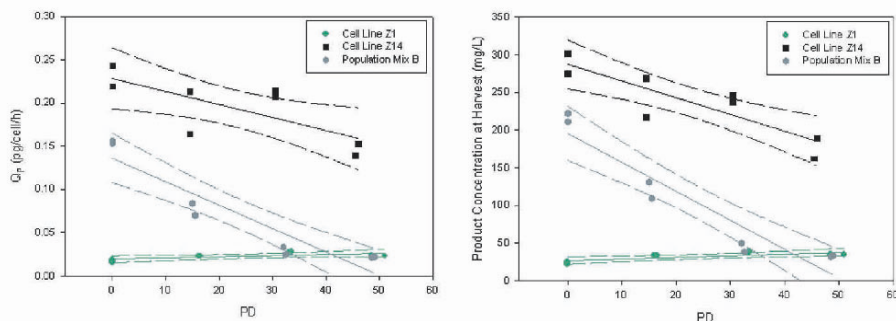 0.30
0.25
0.20
0.15
0.10
0.05
0.00
Qp (pg/cell/h)
0 10 20 30 40 50 60
PD
Cell Line Z1
Cell Line Z14
Population Mix B
350
300
250
200
150
100
50
0
Product Concentration at Harvest (mg/L)
0 10 20 30 40 50 60
PD
Cell Line Z1
Cell Line Z14
Population Mix B